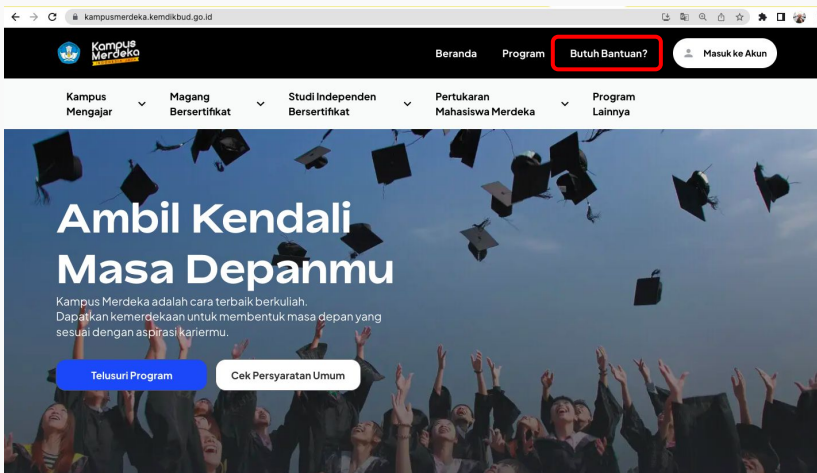 kampusmerdeka.kemdikbud.go.id
Kampus
Merdeka
INDONESIA JAYA
Beranda
Program
Butuh Bantuan?
Masuk ke Akun
Kampus
Mengajar
Magang
Bersertifikat
Studi Independen
Bersertifikat
Pertukaran
Mahasiswa Merdeka
Program
Lainnya
Ambil Kendali
Masa Depanmu
Kampus Merdeka adalah cara terbaik berkuliah.
Dapatkan kemerdekaan untuk membentuk masa depan yang
sesuai dengan aspirasi kariermu.
Telusuri Program
Cek Persyaratan Umum